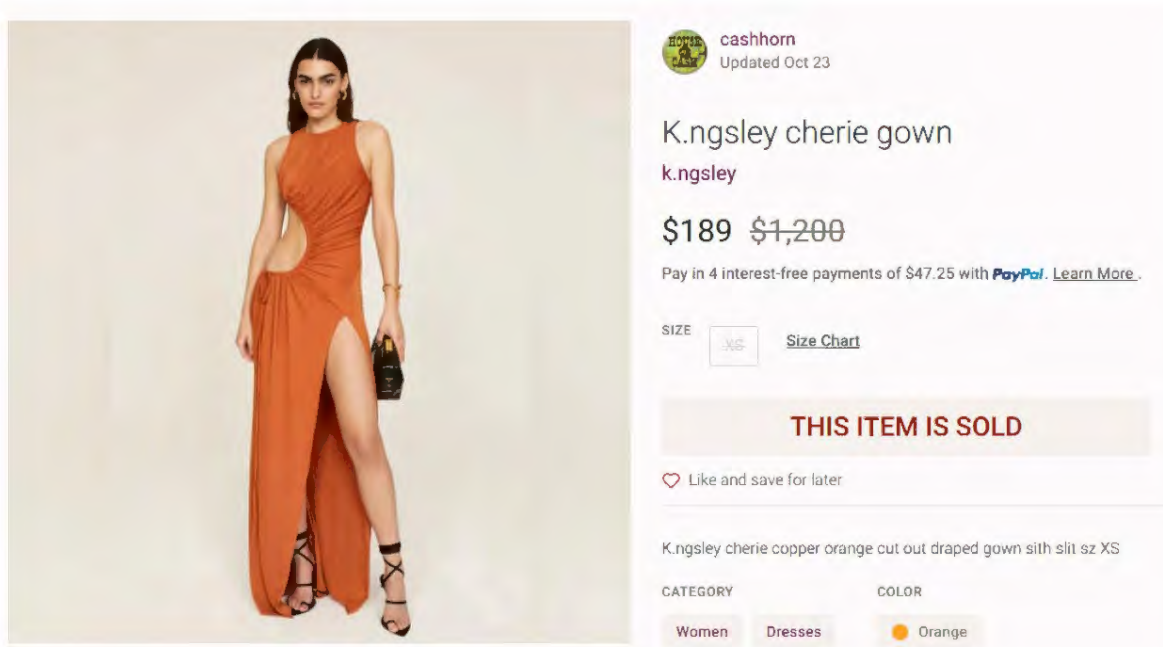 HOUSE
CASH
cashhorn
Updated Oct 23
K.ngsley cherie gown
k.ngsley
$189 $1,200
Pay in 4 interest-free payments of $47.25 with PayPal. Learn More .
SIZE
XS
Size Chart
THIS ITEM IS SOLD
Like and save for later
K.ngsley cherie copper orange cut out draped gown sith slit sz XS
CATEGORY
COLOR
Women
Dresses
Orange